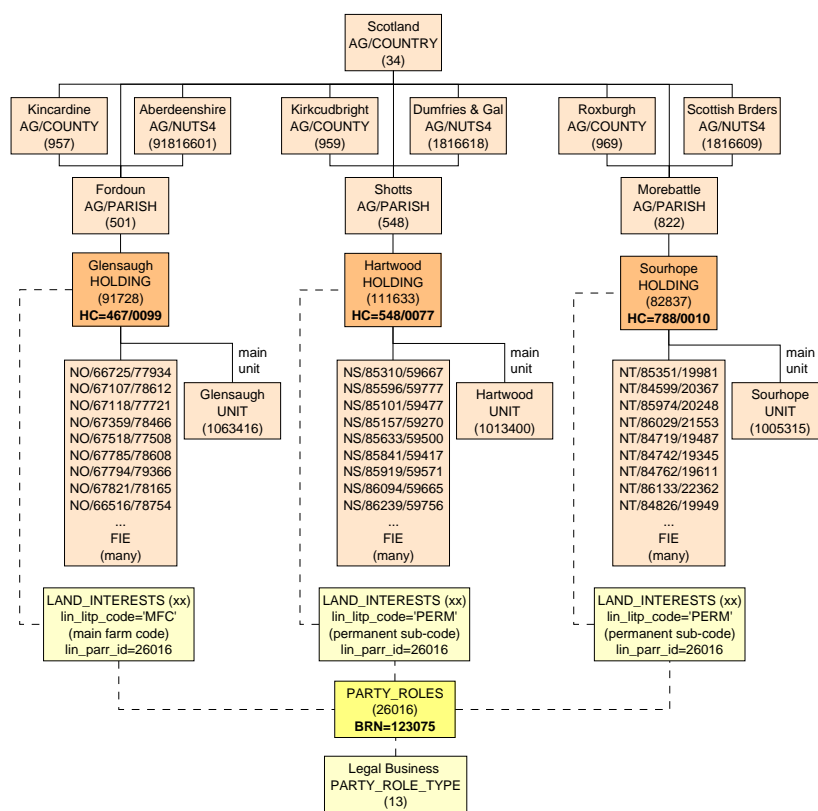 Scotland
AG/COUNTRY
(34)
Kincardine
AG/COUNTY
(957)
Aberdeenshire
AG/NUTS4
(91816601)
Kirkcudbright
AG/COUNTY
(959)
Dumfries & Gal
AG/NUTS4
(1816618)
Roxburgh
AG/COUNTY
(969)
Scottish Brders
AG/NUTS4
(1816609)
Fordoun
AG/PARISH
(501)
Shotts
AG/PARISH
(548)
Morebattle
AG/PARISH
(822)
Glensaugh
HOLDING
(91728)
HC=467/0099
Hartwood
HOLDING
(111633)
HC=548/0077
Sourhope
HOLDING
(82837)
HC=788/0010
NO/66725/77934
NO/67107/78612
NO/67118/77721
NO/67359/78466
NO/67518/77508
NO/67785/78608
NO/67794/79366
NO/67821/78165
NO/66516/78754
...
FIE
(many)
main
unit
Glensaugh
UNIT
(1063416)
NS/85310/59667
NS/85596/59777
NS/85101/59477
NS/85157/59270
NS/85633/59500
NS/85841/59417
NS/85919/59571
NS/86094/59665
NS/86239/59756
...
FIE
(many)
main
unit
Hartwood
UNIT
(1013400)
NT/85351/19981
NT/84599/20367
NT/85974/20248
NT/86029/21553
NT/84719/19487
NT/84742/19345
NT/84762/19611
NT/86133/22362
NT/84826/19949
...
FIE
(many)
main
unit
Sourhope
UNIT
(1005315)
LAND_INTERESTS (xx)
lin_litp_code='MFC'
(main farm code)
lin_parr_id=26016
LAND_INTERESTS (xx)
lin_litp_code='PERM'
(permanent sub-code)
lin_parr_id=26016
LAND_INTERESTS (xx)
lin_litp_code='PERM'
(permanent sub-code)
lin_parr_id=26016
PARTY_ROLES
(26016)
BRN=123075
Legal Business
PARTY_ROLE_TYPE
(13)